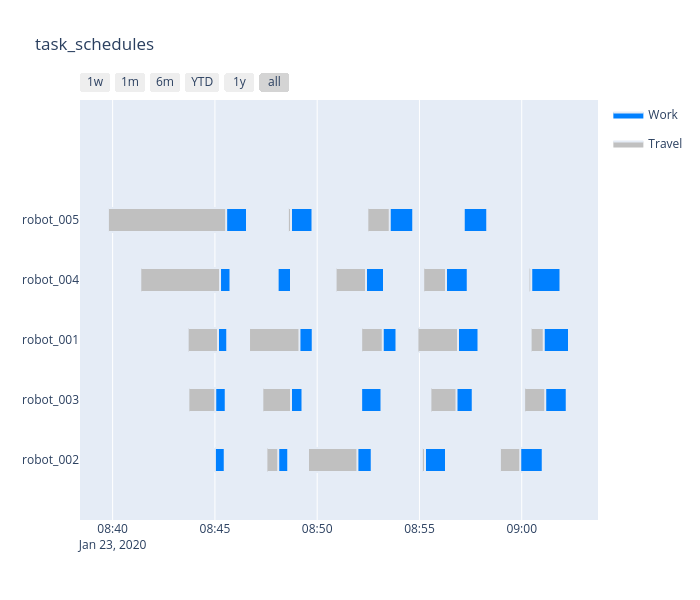 task_schedules
1w 1m 6m YTD 1y all
Work
Travel
robot_005
robot_004
robot_001
robot_003
robot_002
08:40 08:45 08:50 08:55 09:00
Jan 23, 2020